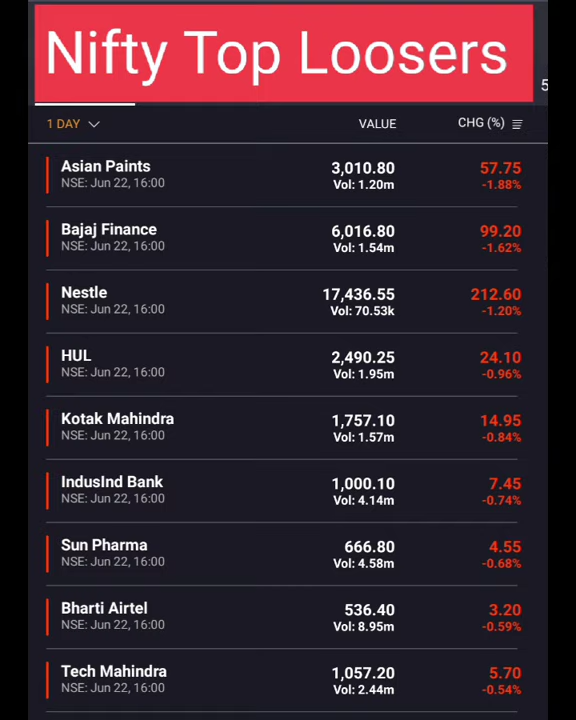 Nifty Top Loosers
5
1 DAY VALUE CHG (%)
Asian Paints 3,010.80 57.75
NSE: Jun 22, 16:00 Vol: 1.20m -1.88%
Bajaj Finance 6,016.80 99.20
NSE: Jun 22, 16:00 Vol: 1.54m -1.62%
Nestle 17,436.55 212.60
NSE: Jun 22, 16:00 Vol: 70.53k -1.20%
HUL 2,490.25 24.10
NSE: Jun 22, 16:00 Vol: 1.95m -0.96%
Kotak Mahindra 1,757.10 14.95
NSE: Jun 22, 16:00 Vol: 1.57m -0.84%
IndusInd Bank 1,000.10 7.45
NSE: Jun 22, 16:00 Vol: 4.14m -0.74%
Sun Pharma 666.80 4.55
NSE: Jun 22, 16:00 Vol: 4.58m -0.68%
Bharti Airtel 536.40 3.20
NSE: Jun 22, 16:00 Vol: 8.95m -0.59%
Tech Mahindra 1,057.20 5.70
NSE: Jun 22, 16:00 Vol: 2.44m -0.54%